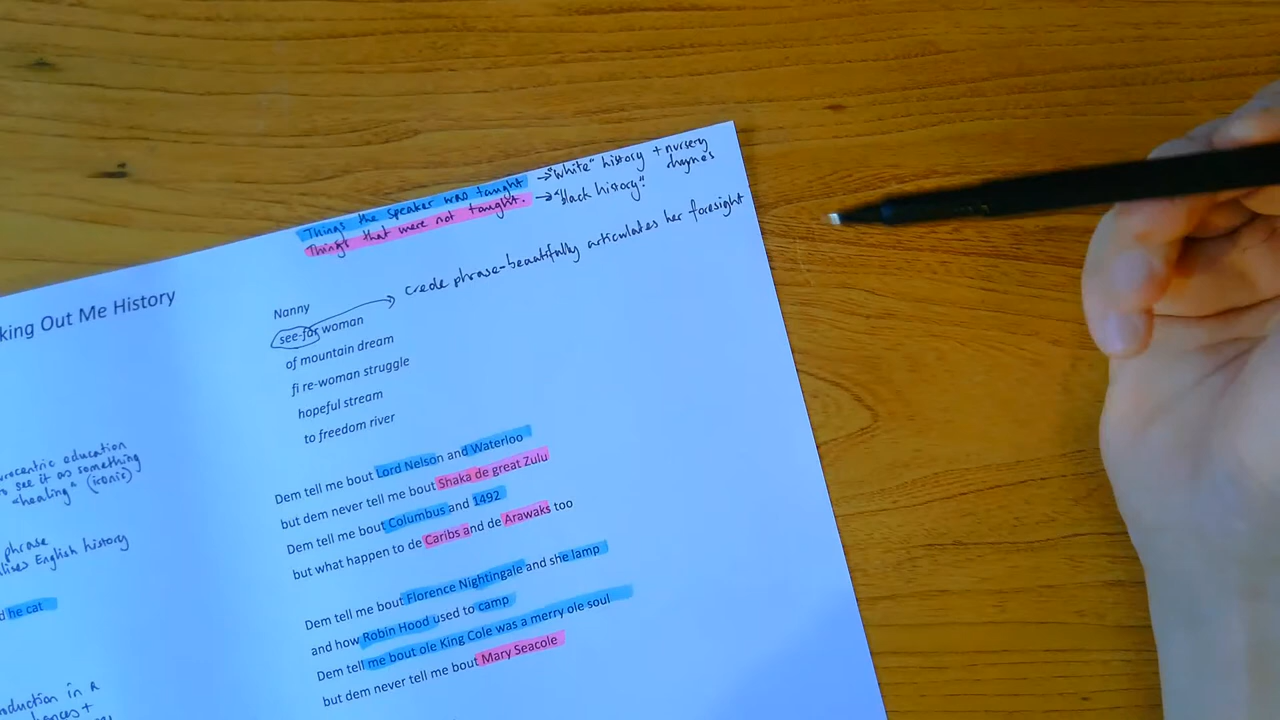 king Out Me History
education
to see it as something
"healing" (iconic)
phrase
English history
he cat
in a
+
Things the speaker was taught → "white" history + nursery
rhymes
Things that were not taught. → "black history".
Nanny
see-far woman
creole phrase - beautifully articulates her foresight
of mountain dream
fi re-woman struggle
hopeful stream
to freedom river
Dem tell me bout Lord Nelson and Waterloo
but dem never tell me bout Shaka de great Zulu
Dem tell me bout Columbus and 1492
but what happen to de Caribs and de Arawaks too
Dem tell me bout Florence Nightingale and she lamp
and how Robin Hood used to camp
Dem tell me bout ole King Cole was a merry ole soul
but dem never tell me bout Mary Seacole